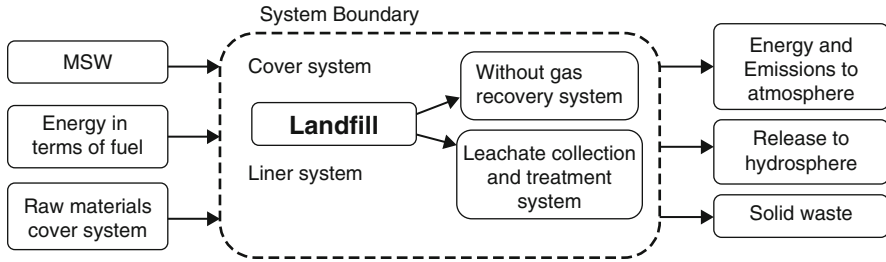 System Boundary
MSW
Energy in
terms of fuel
Raw materials
cover system
Cover system
Landfill
Liner system
Without gas
recovery system
Leachate collection
and treatment
system
Energy and
Emissions to
atmosphere
Release to
hydrosphere
Solid waste